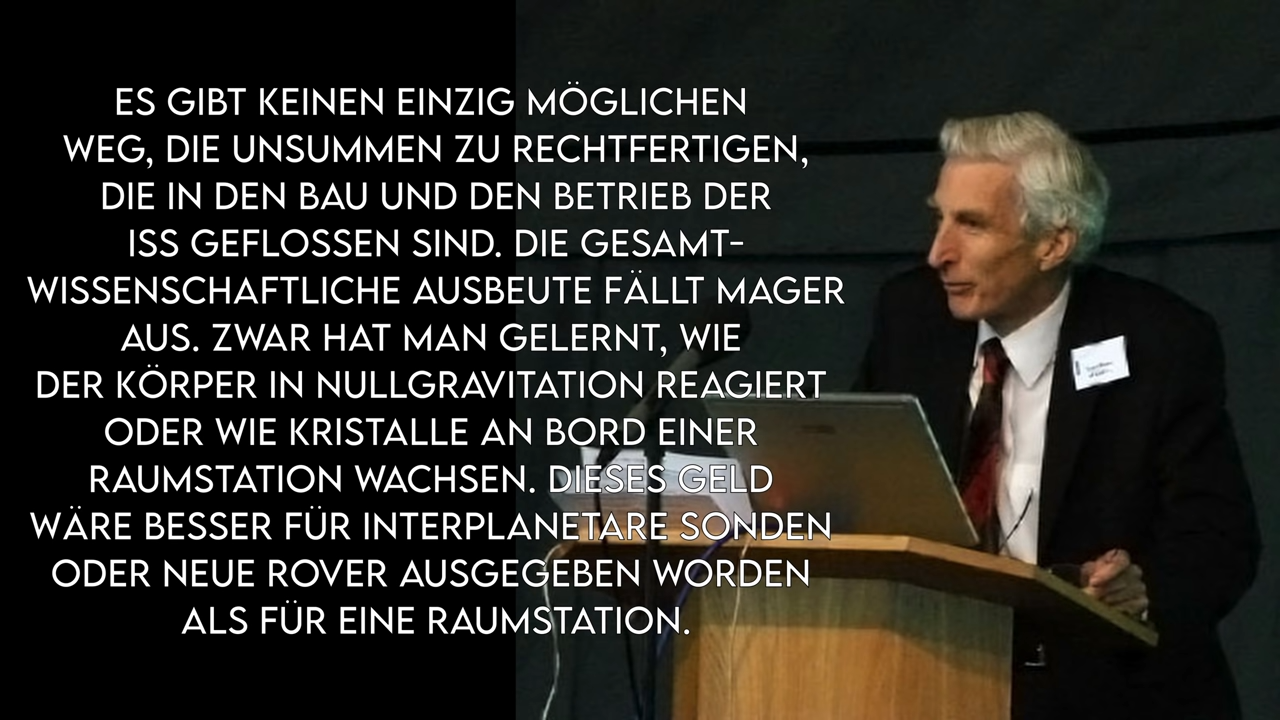 ES GIBT KEINEN EINZIG MÖGLICHEN
WEG, DIE UNSUMMEN ZU RECHTFERTIGEN,
DIE IN DEN BAU UND DEN BETRIEB DER
ISS GEFLOSSEN SIND. DIE GESAMT-
WISSENSCHAFTLICHE AUSBEUTE FÄLLT MAGER
AUS. ZWAR HAT MAN GELERNT, WIE
DER KÖRPER IN NULLGRAVITATION REAGIERT
ODER WIE KRISTALLE AN BORD EINER
RAUMSTATION WACHSEN. DIESES GELD
WÄRE BESSER FÜR INTERPLANETARE SONDEN
ODER NEUE ROVER AUSGEGEBEN WORDEN
ALS FÜR EINE RAUMSTATION.